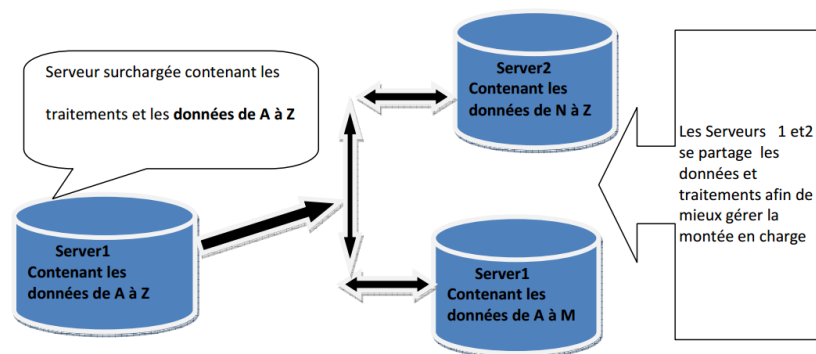 Serveur surchargée contenant les
traitements et les données de A à Z
Server1
Contenant les
données de A à Z
Server2
Contenant les
données de N à Z
Server1
Contenant les
données de A à M
Les Serveurs 1 et2
se partage les
données et
traitements afin de
mieux gérer la
montée en charge